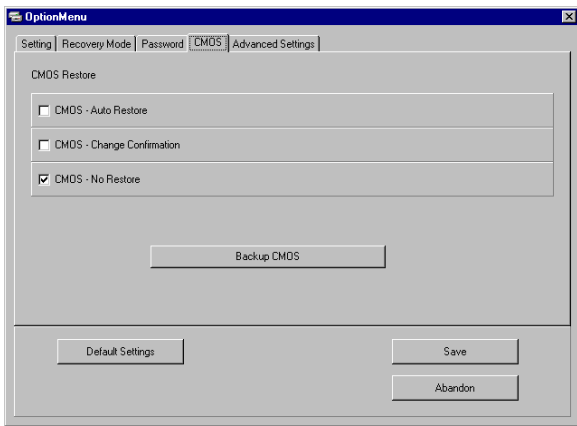 OptionMenu
Setting Recovery Mode Password CMOS Advanced Settings
CMOS Restore
CMOS - Auto Restore
CMOS - Change Confirmation
CMOS - No Restore
Backup CMOS
Default Settings Save
Abandon